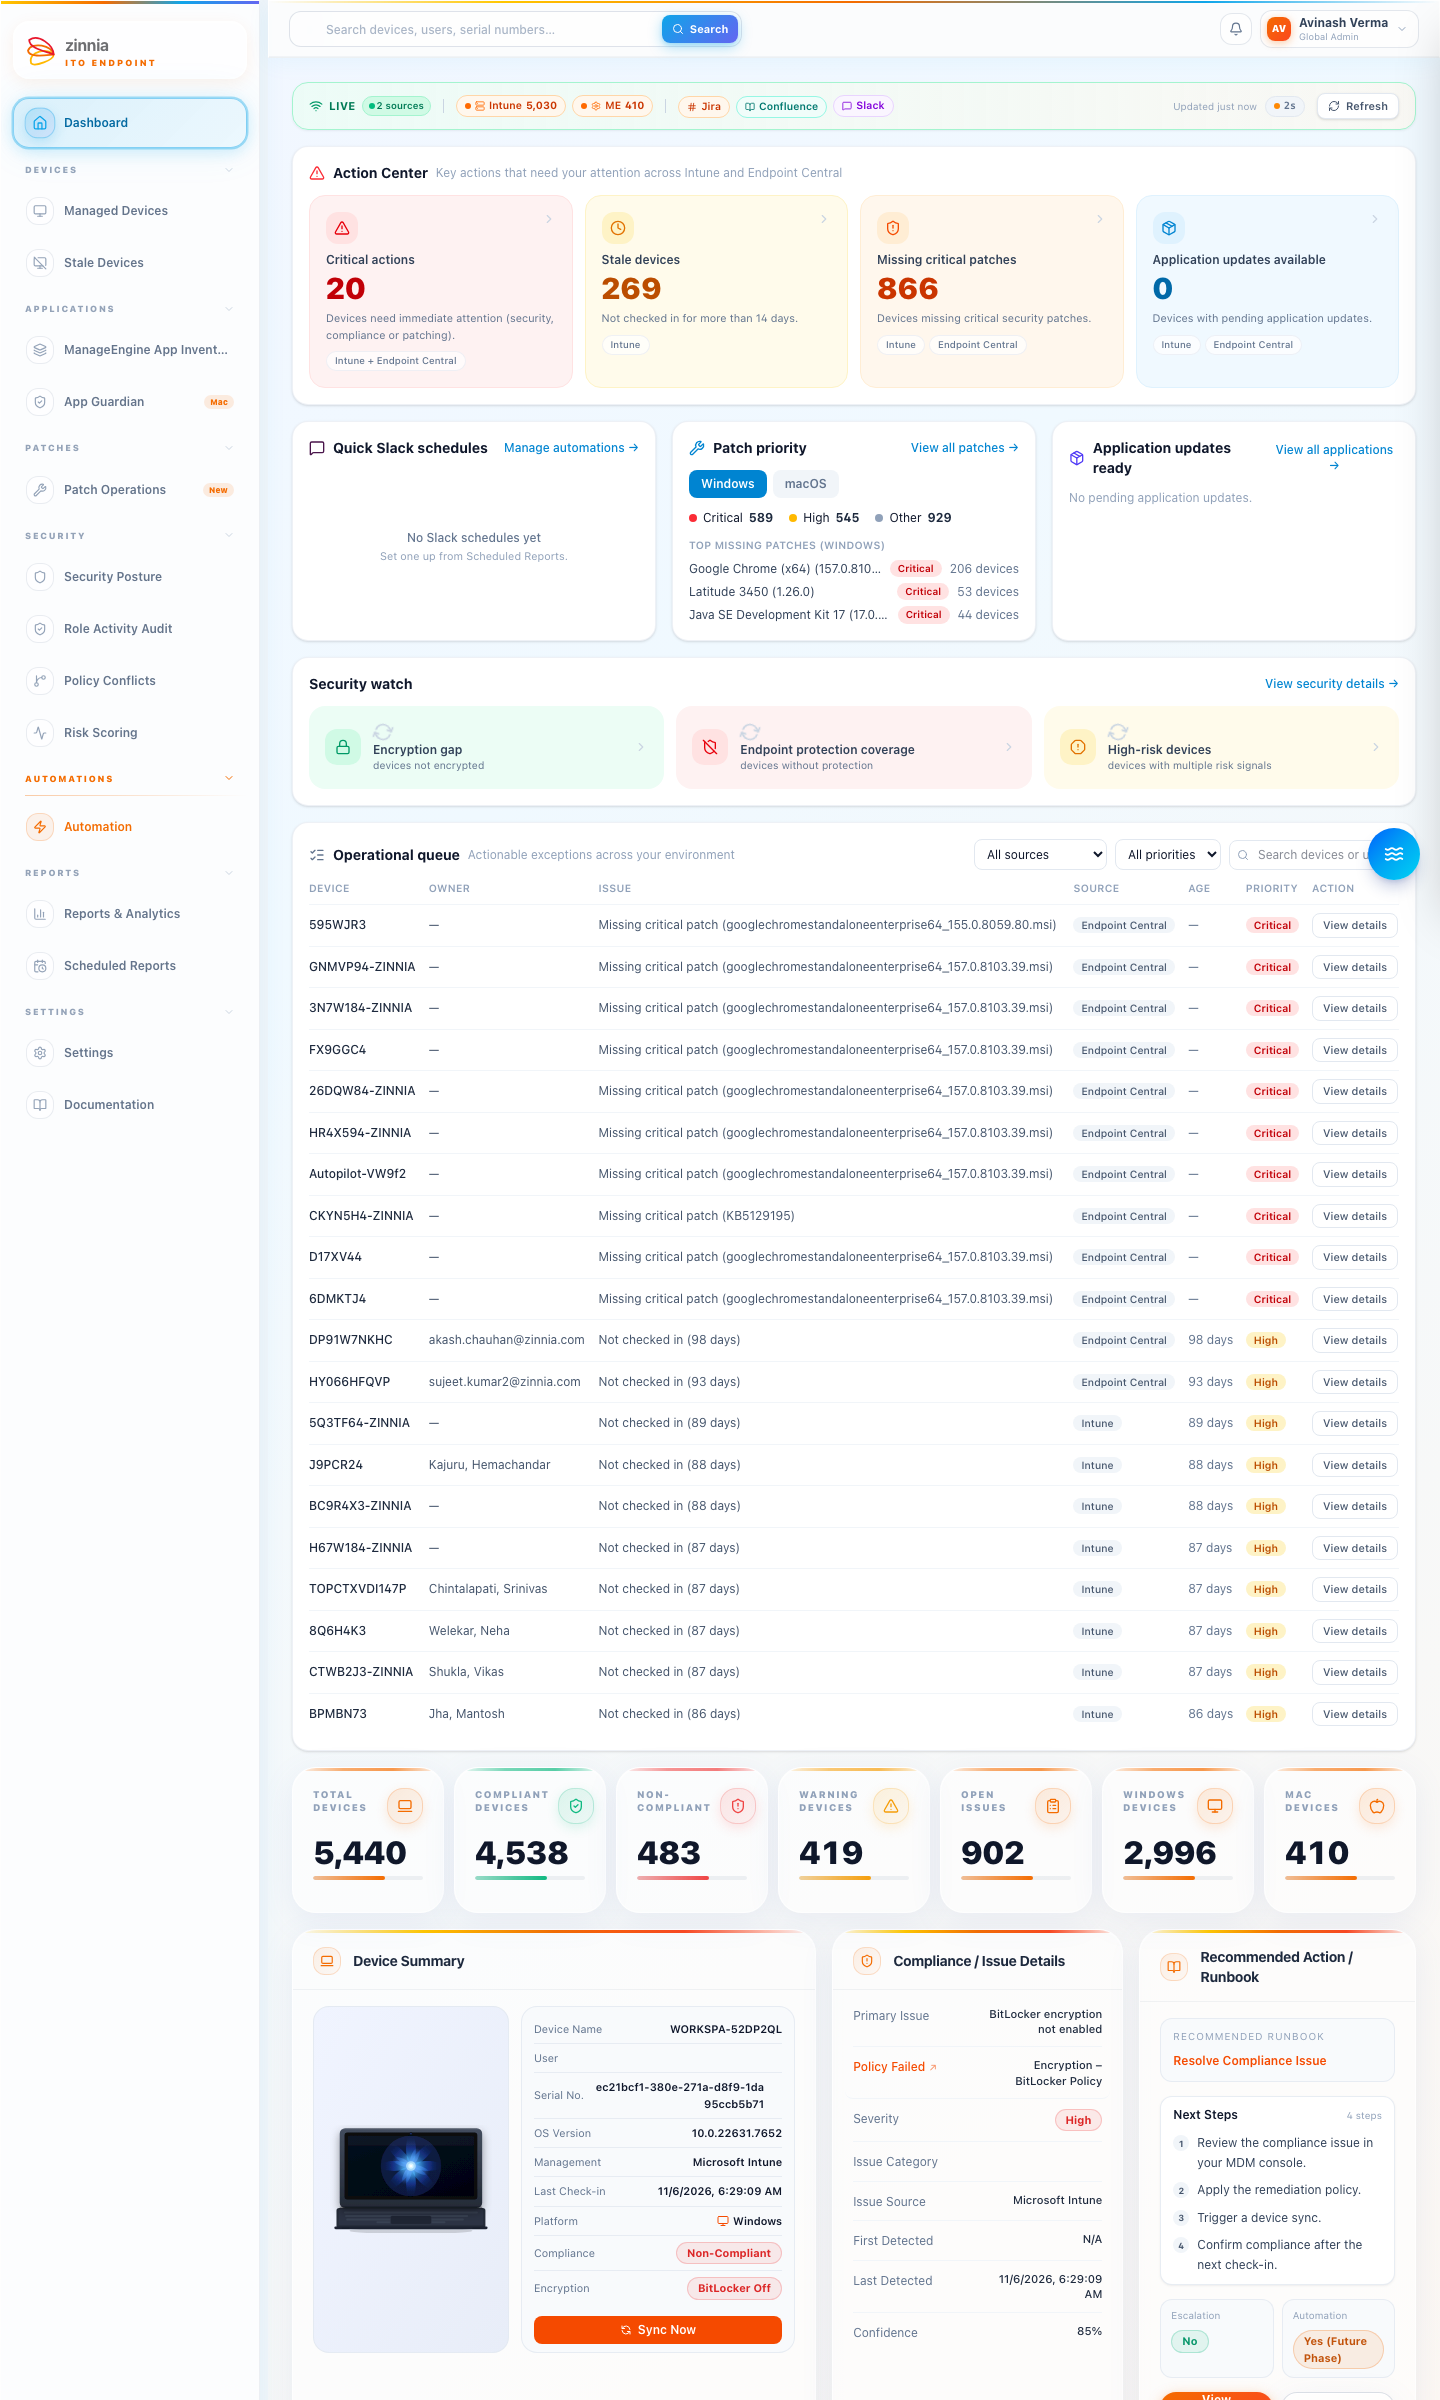 zinnia
ITO ENDPOINT
Search devices, users, serial numbers...
Search
AV
Avinash Verma
Global Admin
Dashboard
DEVICES
Managed Devices
Stale Devices
APPLICATIONS
ManageEngine App Invent...
App Guardian
Mac
PATCHES
Patch Operations
New
SECURITY
Security Posture
Role Activity Audit
Policy Conflicts
Risk Scoring
AUTOMATIONS
Automation
REPORTS
Reports & Analytics
Scheduled Reports
SETTINGS
Settings
Documentation
LIVE 2 sources Intune 5,030 ME 410 Jira Confluence Slack Updated just now 2s Refresh
Action Center Key actions that need your attention across Intune and Endpoint Central
Critical actions
20
Devices need immediate attention (security,
compliance or patching).
Intune + Endpoint Central
Stale devices
269
Not checked in for more than 14 days.
Intune
Missing critical patches
866
Devices missing critical security patches.
Intune Endpoint Central
Application updates available
0
Devices with pending application updates.
Intune Endpoint Central
Quick Slack schedules Manage automations →
No Slack schedules yet
Set one up from Scheduled Reports.
Patch priority View all patches →
Windows macOS
Critical 589 High 545 Other 929
TOP MISSING PATCHES (WINDOWS)
Google Chrome (x64) (157.0.810... Critical 206 devices
Latitude 3450 (1.26.0) Critical 53 devices
Java SE Development Kit 17 (17.0.... Critical 44 devices
Application updates
ready
View all applications
→
No pending application updates.
Security watch View security details →
Encryption gap
devices not encrypted
Endpoint protection coverage
devices without protection
High-risk devices
devices with multiple risk signals
Operational queue Actionable exceptions across your environment All sources All priorities Search devices or u
DEVICE OWNER ISSUE SOURCE AGE PRIORITY ACTION
595WJR3 — Missing critical patch (googlechromestandaloneenterprise64_155.0.8059.80.msi) Endpoint Central — Critical View details
GNMVP94-ZINNIA — Missing critical patch (googlechromestandaloneenterprise64_157.0.8103.39.msi) Endpoint Central — Critical View details
3N7W184-ZINNIA — Missing critical patch (googlechromestandaloneenterprise64_157.0.8103.39.msi) Endpoint Central — Critical View details
FX9GGC4 — Missing critical patch (googlechromestandaloneenterprise64_157.0.8103.39.msi) Endpoint Central — Critical View details
26DQW84-ZINNIA — Missing critical patch (googlechromestandaloneenterprise64_157.0.8103.39.msi) Endpoint Central — Critical View details
HR4X594-ZINNIA — Missing critical patch (googlechromestandaloneenterprise64_157.0.8103.39.msi) Endpoint Central — Critical View details
Autopilot-VW9f2 — Missing critical patch (googlechromestandaloneenterprise64_157.0.8103.39.msi) Endpoint Central — Critical View details
CKYN5H4-ZINNIA — Missing critical patch (KB5129195) Endpoint Central — Critical View details
D17XV44 — Missing critical patch (googlechromestandaloneenterprise64_157.0.8103.39.msi) Endpoint Central — Critical View details
6DMKTJ4 — Missing critical patch (googlechromestandaloneenterprise64_157.0.8103.39.msi) Endpoint Central — Critical View details
DP91W7NKHC akash.chauhan@zinnia.com Not checked in (98 days) Endpoint Central 98 days High View details
HY066HFQVP sujeet.kumar2@zinnia.com Not checked in (93 days) Endpoint Central 93 days High View details
5Q3TF64-ZINNIA — Not checked in (89 days) Intune 89 days High View details
J9PCR24 Kajuru, Hemachandar Not checked in (88 days) Intune 88 days High View details
BC9R4X3-ZINNIA — Not checked in (88 days) Intune 88 days High View details
H67W184-ZINNIA — Not checked in (87 days) Intune 87 days High View details
TOPCTXVDI147P Chintalapati, Srinivas Not checked in (87 days) Intune 87 days High View details
8Q6H4K3 Welekar, Neha Not checked in (87 days) Intune 87 days High View details
CTWB2J3-ZINNIA Shukla, Vikas Not checked in (87 days) Intune 87 days High View details
BPMBN73 Jha, Mantosh Not checked in (86 days) Intune 86 days High View details
TOTAL
DEVICES
5,440
COMPLIANT
DEVICES
4,538
NON-
COMPLIANT
483
WARNING
DEVICES
419
OPEN
ISSUES
902
WINDOWS
DEVICES
2,996
MAC
DEVICES
410
Device Summary
Device Name WORKSPA-52DP2QL
User
Serial No. ec21bcf1-380e-271a-d8f9-1da
95ccb5b71
OS Version 10.0.22631.7652
Management Microsoft Intune
Last Check-in 11/6/2026, 6:29:09 AM
Platform Windows
Compliance Non-Compliant
Encryption BitLocker Off
Sync Now
Compliance / Issue Details
Primary Issue BitLocker encryption
not enabled
Policy Failed ↗ Encryption –
BitLocker Policy
Severity High
Issue Category
Issue Source Microsoft Intune
First Detected N/A
Last Detected 11/6/2026, 6:29:09
AM
Confidence 85%
Recommended Action /
Runbook
RECOMMENDED RUNBOOK
Resolve Compliance Issue
Next Steps 4 steps
1 Review the compliance issue in
your MDM console.
2 Apply the remediation policy.
3 Trigger a device sync.
4 Confirm compliance after the
next check-in.
Escalation
No
Automation
Yes (Future
Phase)
View